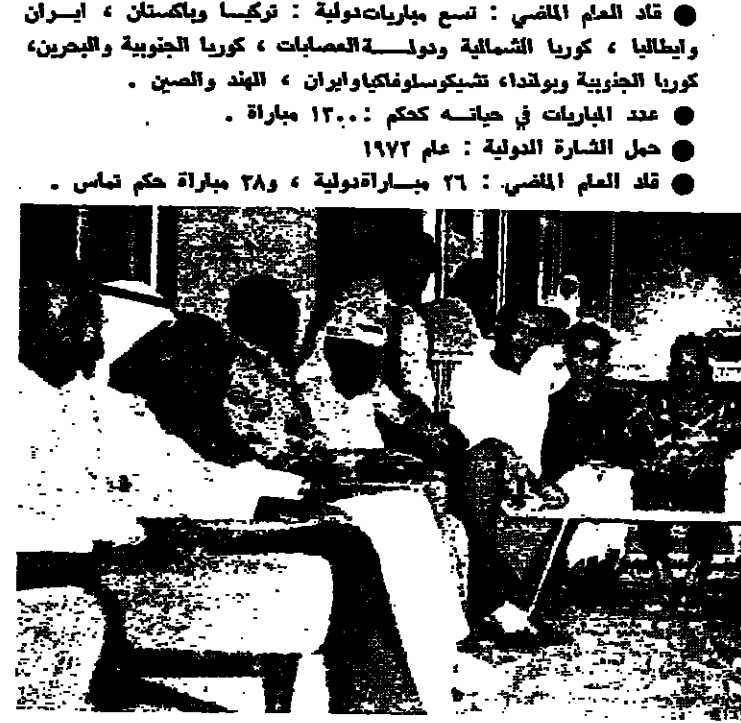 ● قاد العام الماضي : تسع مباريات دولية : تركيا وباكستان ، ايران
وايطاليا ، كوريا الشمالية ودولة العصابات ، كوريا الجنوبية والبحرين،
كوريا الجنوبية وبولندا، تشيكوسلوفاكيا وايران ، الهند والصين .
● عدد المباريات في حياته كحكم : ١٣٠٠ مباراة .
● حمل الشارة الدولية : عام ١٩٧٢
● قاد العام الماضي : ٢٦ مباراة دولية ، و٢٨ مباراة حكم تماس .